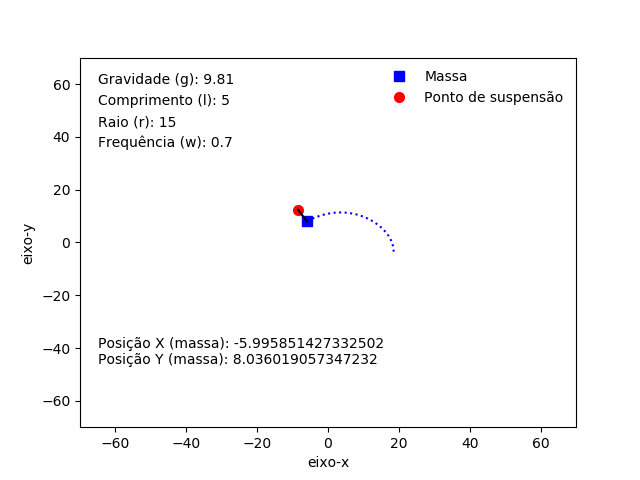 Gravidade (g): 9.81
Comprimento (l): 5
Raio (r): 15
Frequência (w): 0.7
Massa
Ponto de suspensão
Posição X (massa): -5.995851427332502
Posição Y (massa): 8.036019057347232
eixo-y
60
40
20
0
−20
−40
−60
−60
−40
−20
0
20
40
60
eixo-x